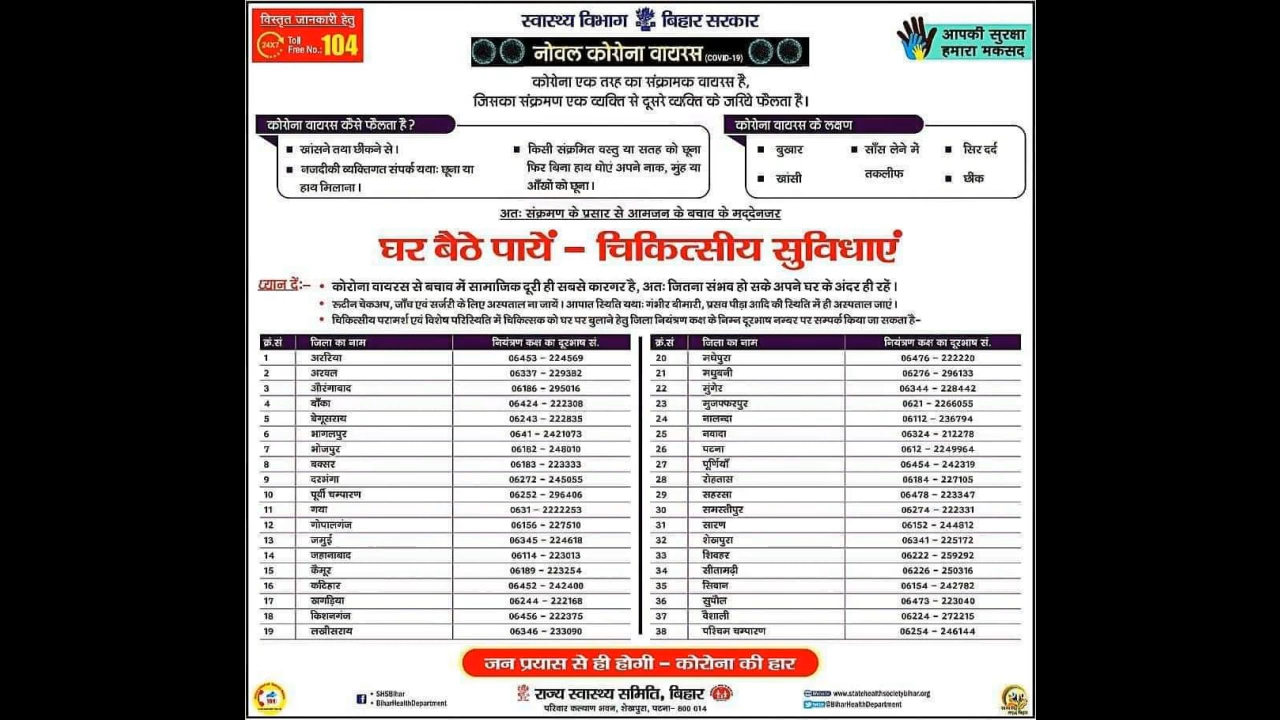 विस्तृत जानकारी हेतु
24X7 Toll Free No.: 104
स्वास्थ्य विभाग बिहार सरकार
नोवल कोरोना वायरस (COVID-19)
आपकी सुरक्षा
हमारा मकसद
कोरोना एक तरह का संक्रामक वायरस है,
जिसका संक्रमण एक व्यक्ति से दूसरे व्यक्ति के जरिये फैलता है।
कोरोना वायरस कैसे फैलता है?
खांसने तथा छींकने से।
नजदीकी व्यक्तिगत संपर्क यथाः छूना या
हाथ मिलाना।
किसी संक्रमित वस्तु या सतह को छूना
फिर बिना हाथ धोएं अपने नाक, मुंह या
आँखों को छूना।
कोरोना वायरस के लक्षण
बुखार
खांसी
साँस लेने में
तकलीफ
सिर दर्द
छींक
अतः संक्रमण के प्रसार से आमजन के बचाव के मद्देनजर
घर बैठे पायें – चिकित्सीय सुविधाएं
ध्यान दें:– • कोरोना वायरस से बचाव में सामाजिक दूरी ही सबसे कारगर है, अतः जितना संभव हो सके अपने घर के अंदर ही रहें।
• रूटीन चेकअप, जाँच एवं सर्जरी के लिए अस्पताल ना जायें। आपात स्थिति यथाः गंभीर बीमारी, प्रसव पीड़ा आदि की स्थिति में ही अस्पताल जाएं।
• चिकित्सीय परामर्श एवं विशेष परिस्थिति में चिकित्सक को घर पर बुलाने हेतु जिला नियंत्रण कक्ष के निम्न दूरभाष नम्बर पर सम्पर्क किया जा सकता है–
क्रं.सं जिला का नाम नियंत्रण कक्ष का दूरभाष सं.
1 अररिया 06453 – 224569
2 अरवल 06337 – 229382
3 औरंगाबाद 06186 – 295016
4 बाँका 06424 – 222308
5 बेगूसराय 06243 – 222835
6 भागलपुर 0641 – 2421073
7 भोजपुर 06182 – 248010
8 बक्सर 06183 – 223333
9 दरभंगा 06272 – 245055
10 पूर्वी चम्पारण 06252 – 296406
11 गया 0631 – 2222253
12 गोपालगंज 06156 – 227510
13 जमुई 06345 – 224618
14 जहानाबाद 06114 – 223013
15 कैमूर 06189 – 223254
16 कटिहार 06452 – 242400
17 खगड़िया 06244 – 222168
18 किशनगंज 06456 – 222375
19 लखीसराय 06346 – 233090
क्रं.सं जिला का नाम नियंत्रण कक्ष का दूरभाष सं.
20 मधेपुरा 06476 – 222220
21 मधुबनी 06276 – 296133
22 मुंगेर 06344 – 228442
23 मुजफ्फरपुर 0621 – 2266055
24 नालन्दा 06112 – 236794
25 नवादा 06324 – 212278
26 पटना 0612 – 2249964
27 पूर्णियाँ 06454 – 242319
28 रोहतास 06184 – 227105
29 सहरसा 06478 – 223347
30 समस्तीपुर 06274 – 222331
31 सारण 06152 – 244812
32 शेखपुरा 06341 – 225172
33 शिवहर 06222 – 259292
34 सीतामढ़ी 06226 – 250316
35 सिवान 06154 – 242782
36 सुपौल 06473 – 223040
37 वैशाली 06224 – 272215
38 पश्चिम चम्पारण 06254 – 246144
जन प्रयास से ही होगी – कोरोना की हार
• SHSBihar
• BiharHealthDepartment
राज्य स्वास्थ्य समिति, बिहार
परिवार कल्याण भवन, शेखपुरा, पटना– 800 014
www.statehealthsocietybihar.org
@BiharHealthDepartment